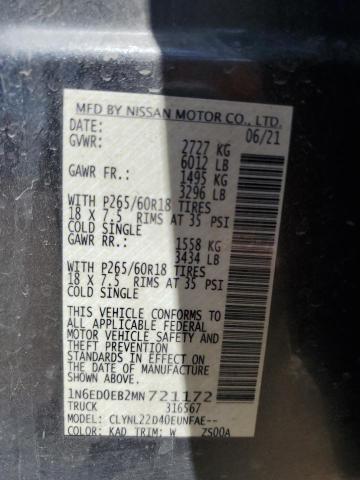 MFD BY NISSAN MOTOR CO., LTD.
DATE: 06/21
GVWR: 2727 KG
6012 LB
GAWR FR.: 1495 KG
3296 LB
WITH P265/60R18 TIRES
18 X 7.5 RIMS AT 35 PSI
COLD SINGLE
GAWR RR.: 1558 KG
3434 LB
WITH P265/60R18 TIRES
18 X 7.5 RIMS AT 35 PSI
COLD SINGLE
THIS VEHICLE CONFORMS TO
ALL APPLICABLE FEDERAL
MOTOR VEHICLE SAFETY
AND THEFT PREVENTION
STANDARDS IN EFFECT ON
THE DATE OF MANUFACTURE
SHOWN ABOVE.
1N6ED0EB2MN721172
TRUCK 316567
MODEL: CLYNL22D40EUNFAE--
COLOR: KAD TRIM: W ZS00A